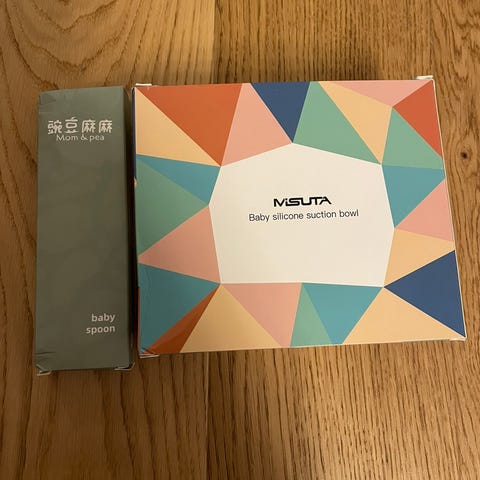 豌豆麻麻
Mom & pea
baby
spoon
MISUTA
Baby silicone suction bowl